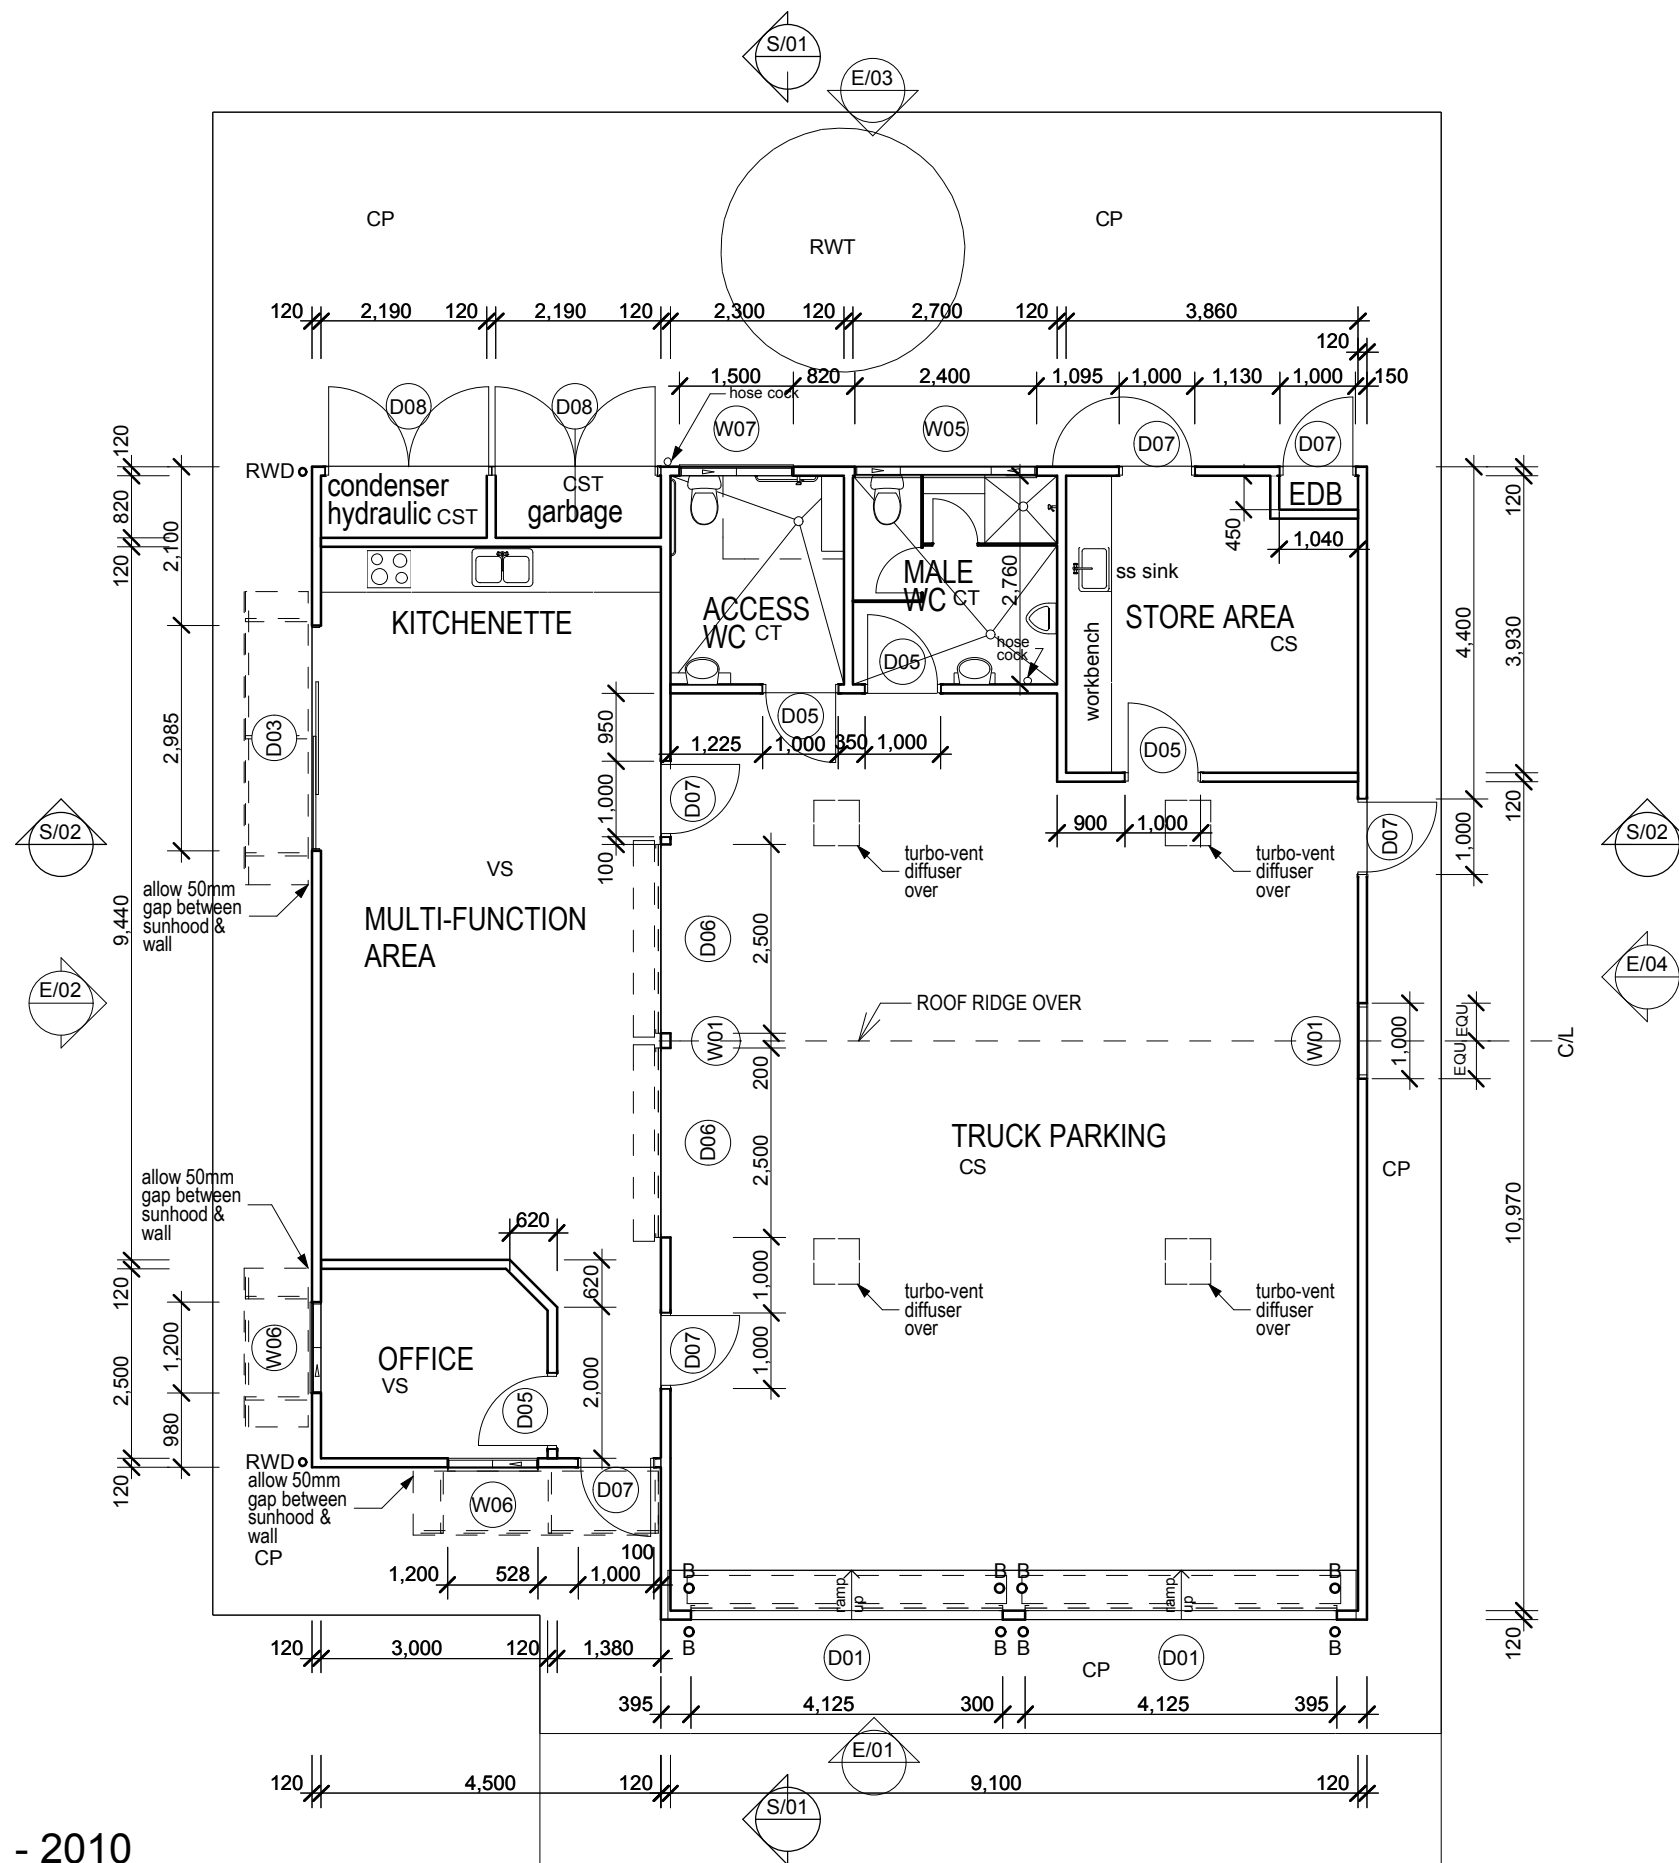 S/01
E/03
CP
RWT
CP
120 2,190 120 2,190 120 2,300 120 2,700 120 3,860
120
1,500 820 2,400 1,095 1,000 1,130 1,000 150
hose cock
D08
D08
W07
W05
D07
D07
RWD
condenser
hydraulic CST
CST
garbage
EDB
120
820
120
2,100
2,985
9,440
450
1,040
KITCHENETTE
ACCESS
WC CT
MALE
WC CT
2,760
hose
cock
ss sink
STORE AREA
CS
workbench
4,400
120
3,930
120
1,000
D03
D05
D05
D05
950
1,000
100
1,225 1,000 350 1,000
900 1,000
D07
D07
S/02
S/02
VS
turbo-vent
diffuser
over
turbo-vent
diffuser
over
allow 50mm
gap between
sunhood &
wall
MULTI-FUNCTION
AREA
D06
2,500
E/02
E/04
ROOF RIDGE OVER
W01
W01
200
1,000
EQU
EQU
C/L
D06
2,500
TRUCK PARKING
CS
CP
10,970
allow 50mm
gap between
sunhood &
wall
620
620
1,000
turbo-vent
diffuser
over
turbo-vent
diffuser
over
120
1,200
2,500
980
120
W06
OFFICE
VS
D05
2,000
D07
1,000
RWD
allow 50mm
gap between
sunhood &
wall
CP
W06
D07
100
1,200 528 1,000
B B B B
ramp
up
ramp
up
B B B B
D01
D01
CP
120 3,000 120 1,380
120
395 4,125 300 4,125 395
E/01
120 4,500 120 9,100 120
S/01
- 2010